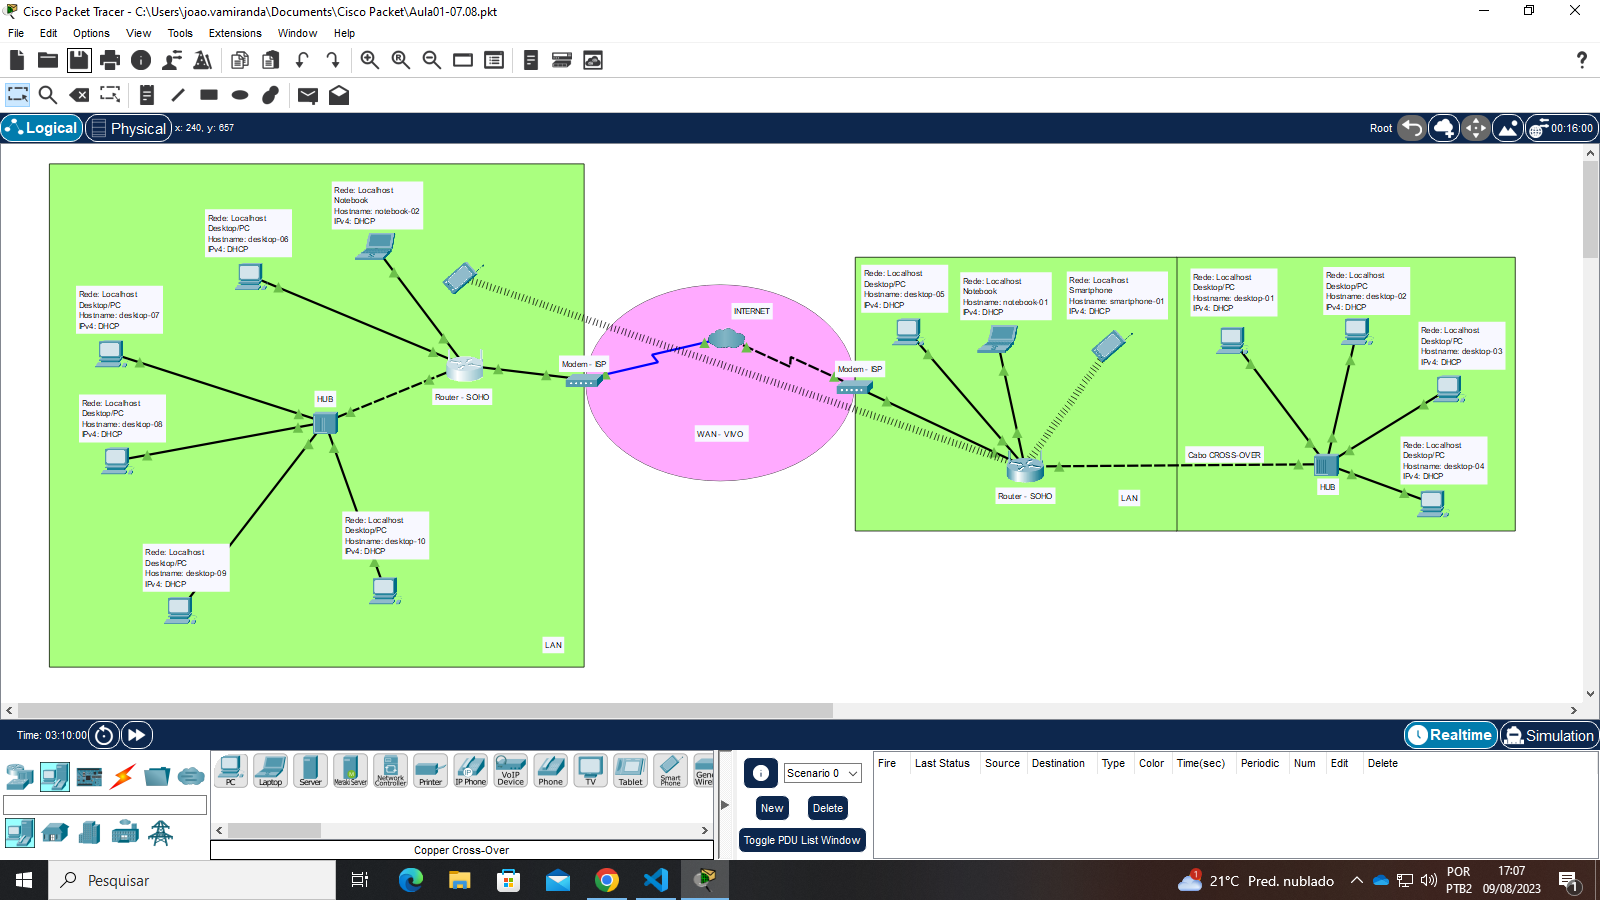 Cisco Packet Tracer - C:\Users\joao.vamiranda\Documents\Cisco Packet\Aula01-07.08.pkt
File Edit Options View Tools Extensions Window Help
?
Logical Physical x: 240, y: 657
Root 00:16:00
Rede: Localhost
Notebook
Hostname: notebook-02
IPv4: DHCP
Rede: Localhost
Desktop/PC
Hostname: desktop-06
IPv4: DHCP
Rede: Localhost
Desktop/PC
Hostname: desktop-07
IPv4: DHCP
Rede: Localhost
Desktop/PC
Hostname: desktop-08
IPv4: DHCP
HUB
Router - SOHO
Rede: Localhost
Desktop/PC
Hostname: desktop-10
IPv4: DHCP
Rede: Localhost
Desktop/PC
Hostname: desktop-09
IPv4: DHCP
LAN
Modem - ISP
INTERNET
WAN - VIVO
Modem - ISP
Rede: Localhost
Desktop/PC
Hostname: desktop-05
IPv4: DHCP
Rede: Localhost
Notebook
Hostname: notebook-01
IPv4: DHCP
Rede: Localhost
Smartphone
Hostname: smartphone-01
IPv4: DHCP
Rede: Localhost
Desktop/PC
Hostname: desktop-01
IPv4: DHCP
Rede: Localhost
Desktop/PC
Hostname: desktop-02
IPv4: DHCP
Rede: Localhost
Desktop/PC
Hostname: desktop-03
IPv4: DHCP
Rede: Localhost
Desktop/PC
Hostname: desktop-04
IPv4: DHCP
Cabo CROSS-OVER
Router - SOHO
LAN
HUB
Time: 03:10:00
Realtime Simulation
PC Laptop Server Meraki Server Network Controller Printer IP Phone VoIP Device Phone TV Tablet Smart Phone Gene Wirel
Copper Cross-Over
Scenario 0
New Delete
Toggle PDU List Window
Fire Last Status Source Destination Type Color Time(sec) Periodic Num Edit Delete
Pesquisar
1
21°C Pred. nublado
POR
PTB2
17:07
09/08/2023
1